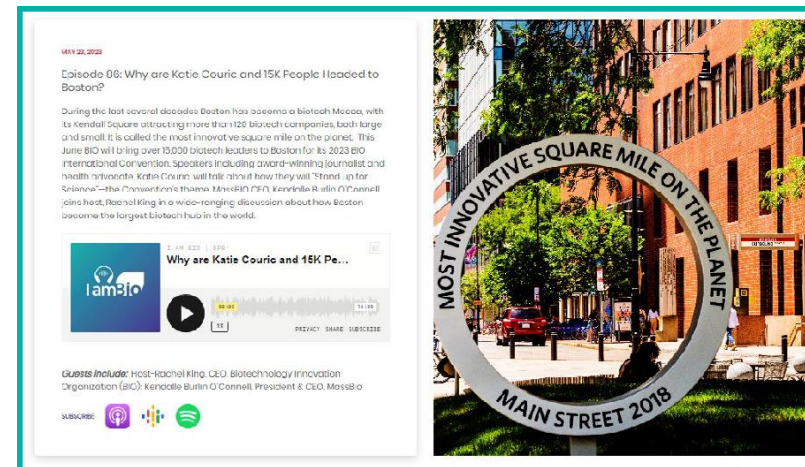 MAY 23, 2023
Episode 86: Why are Katie Couric and 15K People Headed to
Boston?
During the last several decades Boston has become a biotech Mecca, with
its Kendall Square attracting more than 120 biotech companies, both large
and small. It is called the most innovative square mile on the planet. This
June BIO will bring over 15,000 biotech leaders to Boston for its 2023 BIO
International Convention. Speakers including award-winning journalist and
health advocate, Katie Couric will talk about how they will "Stand up for
Science"—the Convention's theme. MassBIO CEO, Kendalle Burlin O'Connell
joins host, Rachel King in a wide-ranging discussion about how Boston
became the largest biotech hub in the world.
I AM BIO | EP86
Why are Katie Couric and 15K Pe...
I am BIO
00:00
1X
PRIVACY SHARE SUBSCRIBE
Guests Include: Host-Rachel King, CEO, Biotechnology Innovation
Organization (BIO); Kendalle Burlin O'Connell, President & CEO, MassBio
SUBSCRIBE
MOST INNOVATIVE SQUARE MILE ON THE PLANET
MAIN STREET 2018